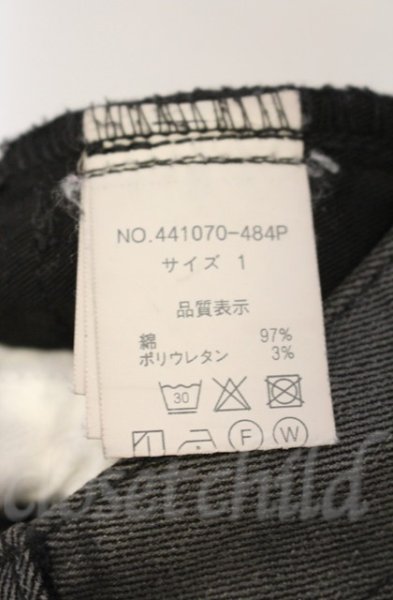 NO.441070-484P
サイズ 1
品質表示
綿 97%
ポリウレタン 3%
30
F W
closet child